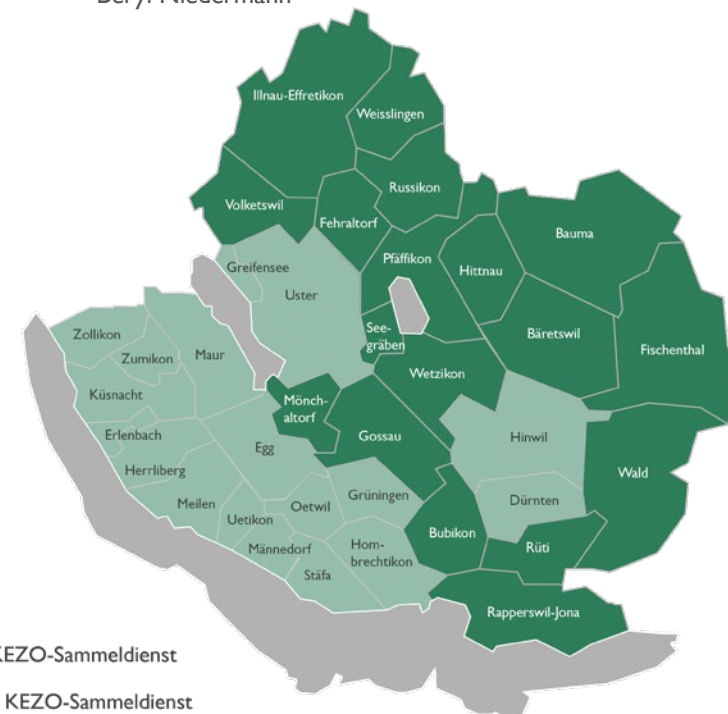 Beryl Niedermann
Illnau-Effretikon
Weisslingen
Russikon
Volketswil
Fehraltorf
Bauma
Pfäffikon
Hittnau
Greifensee
Uster
See-
gräben
Bäretswil
Fischenthal
Zollikon
Zumikon
Maur
Wetzikon
Küsnacht
Mönch-
altorf
Gossau
Hinwil
Erlenbach
Egg
Herrliberg
Wald
Meilen
Oetwil
Grüningen
Dürnten
Uetikon
Bubikon
Rüti
Männedorf
Hom-
brechtikon
Stäfa
Rapperswil-Jona
KEZO-Sammeldienst
KEZO-Sammeldienst